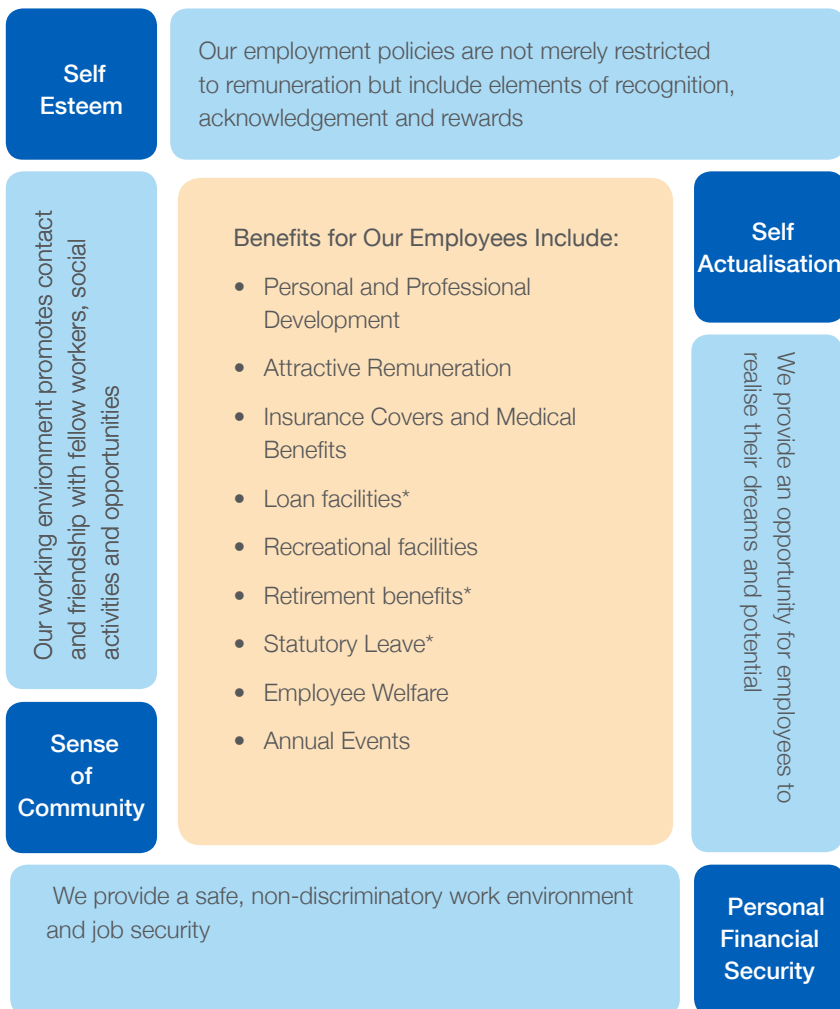 Self
Esteem
Our employment policies are not merely restricted
to remuneration but include elements of recognition,
acknowledgement and rewards
Our working environment promotes contact
and friendship with fellow workers, social
activities and opportunities
Benefits for Our Employees Include:
• Personal and Professional
Development
• Attractive Remuneration
• Insurance Covers and Medical
Benefits
• Loan facilities*
• Recreational facilities
• Retirement benefits*
• Statutory Leave*
• Employee Welfare
• Annual Events
Self
Actualisation
We provide an opportunity for employees to
realise their dreams and potential
Sense
of
Community
We provide a safe, non-discriminatory work environment
and job security
Personal
Financial
Security